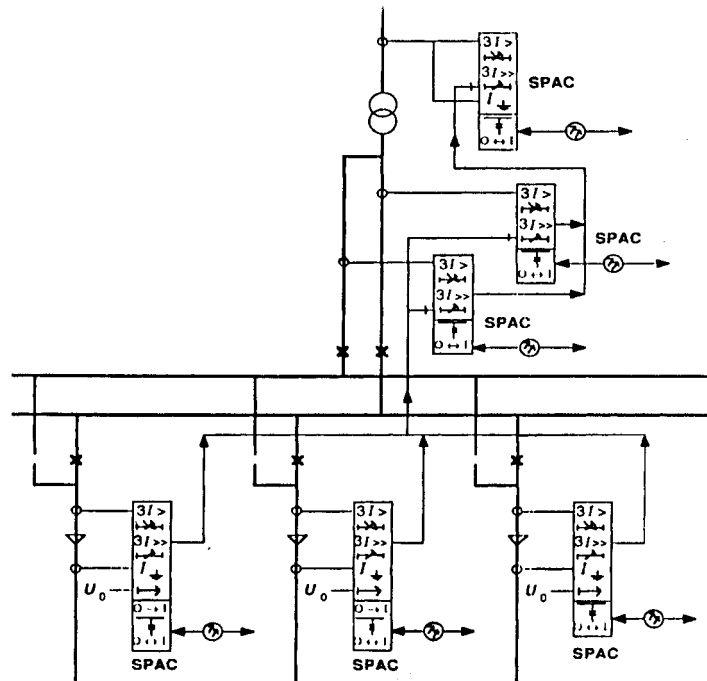 3I >
3I >>
I
O ↔ I
SPAC
3I >
3I >>
O ↔ I
SPAC
3I >
3I >>
O ↔ I
SPAC
3I >
3I >>
I
U₀
O → I
O ↔ I
SPAC
3I >
3I >>
I
U₀
O → I
O ↔ I
SPAC
3I >
3I >>
I
U₀
O ↔ I
SPAC